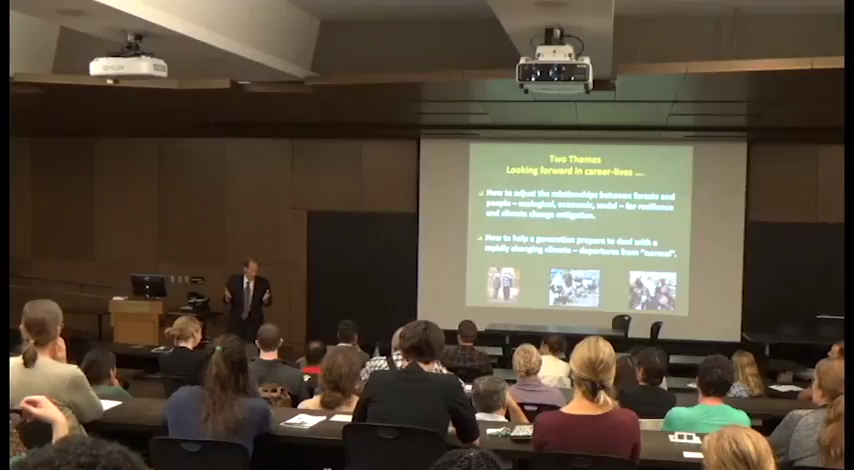 Two Themes
Looking forward in career-lives ....
How to adjust the relationships between forests and
people – ecological, economic, social – for resilience
and climate change mitigation.
How to help a generation prepare to deal with a
rapidly changing climate – departures from "normal".